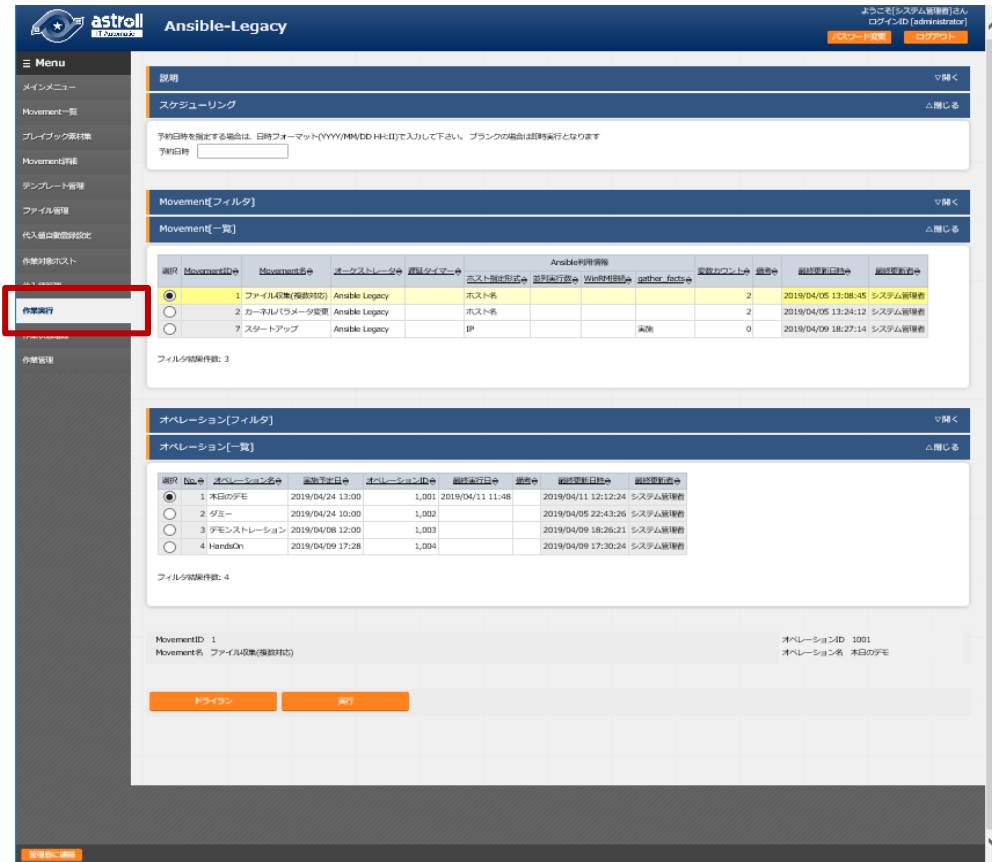 astroll
IT Automatic
Ansible-Legacy
ようこそ[システム管理者]さん
ログインID [administrator]
パスワード変更 ログアウト
Menu
メインメニュー
Movement一覧
プレイブック素材集
Movement詳細
テンプレート管理
ファイル管理
代入値自動登録設定
作業対象ホスト
作業実行
作業管理
説明 ▽開く
スケジューリング △閉じる
予約日時を指定する場合は、日時フォーマット(YYYY/MM/DD HH:II)で入力して下さい。 ブランクの場合は即時実行となります
予約日時
Movement[フィルタ] ▽開く
Movement[一覧] △閉じる
選択 MovementID Movement名 オーケストレータ 遅延タイマー Ansible利用情報 変数カウント 備考 最終更新日時 最終更新者
ホスト指定形式 並列実行数 WinRM接続 gather_facts
1 ファイル収集(複数対応) Ansible Legacy ホスト名 2 2019/04/05 13:08:45 システム管理者
2 カーネルパラメータ変更 Ansible Legacy ホスト名 2 2019/04/05 13:24:12 システム管理者
7 スタートアップ Ansible Legacy IP 実施 0 2019/04/09 18:27:14 システム管理者
フィルタ結果件数: 3
オペレーション[フィルタ] ▽開く
オペレーション[一覧] △閉じる
選択 No. オペレーション名 実施予定日 オペレーションID 最終実行日 備考 最終更新日時 最終更新者
1 本日のデモ 2019/04/24 13:00 1,001 2019/04/11 11:48 2019/04/11 12:12:24 システム管理者
2 ダミー 2019/04/24 10:00 1,002 2019/04/05 22:43:26 システム管理者
3 デモンストレーション 2019/04/08 12:00 1,003 2019/04/09 18:26:21 システム管理者
4 HandsOn 2019/04/09 17:28 1,004 2019/04/09 17:30:24 システム管理者
フィルタ結果件数: 4
MovementID 1 オペレーションID 1001
Movement名 ファイル収集(複数対応) オペレーション名 本日のデモ
ドライラン 実行
管理者に連絡